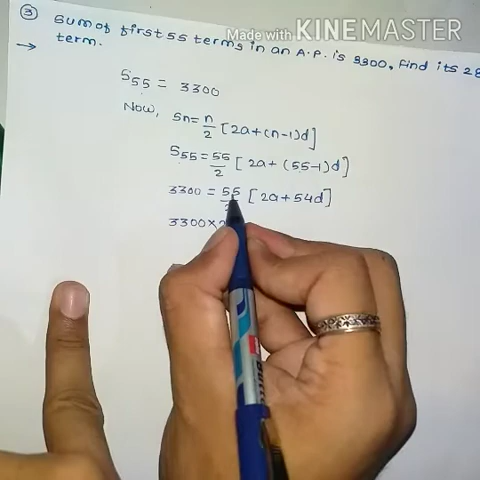 Made with KINEMASTER
③ Sum of first 55 terms in an A.P. is 3300, find its 28
→ term.
S55 = 3300
Now, Sn = n/2 [2a+(n-1)d]
S55 = 55/2 [2a + (55-1)d]
3300 = 55/2 [2a + 54d]
3300×2